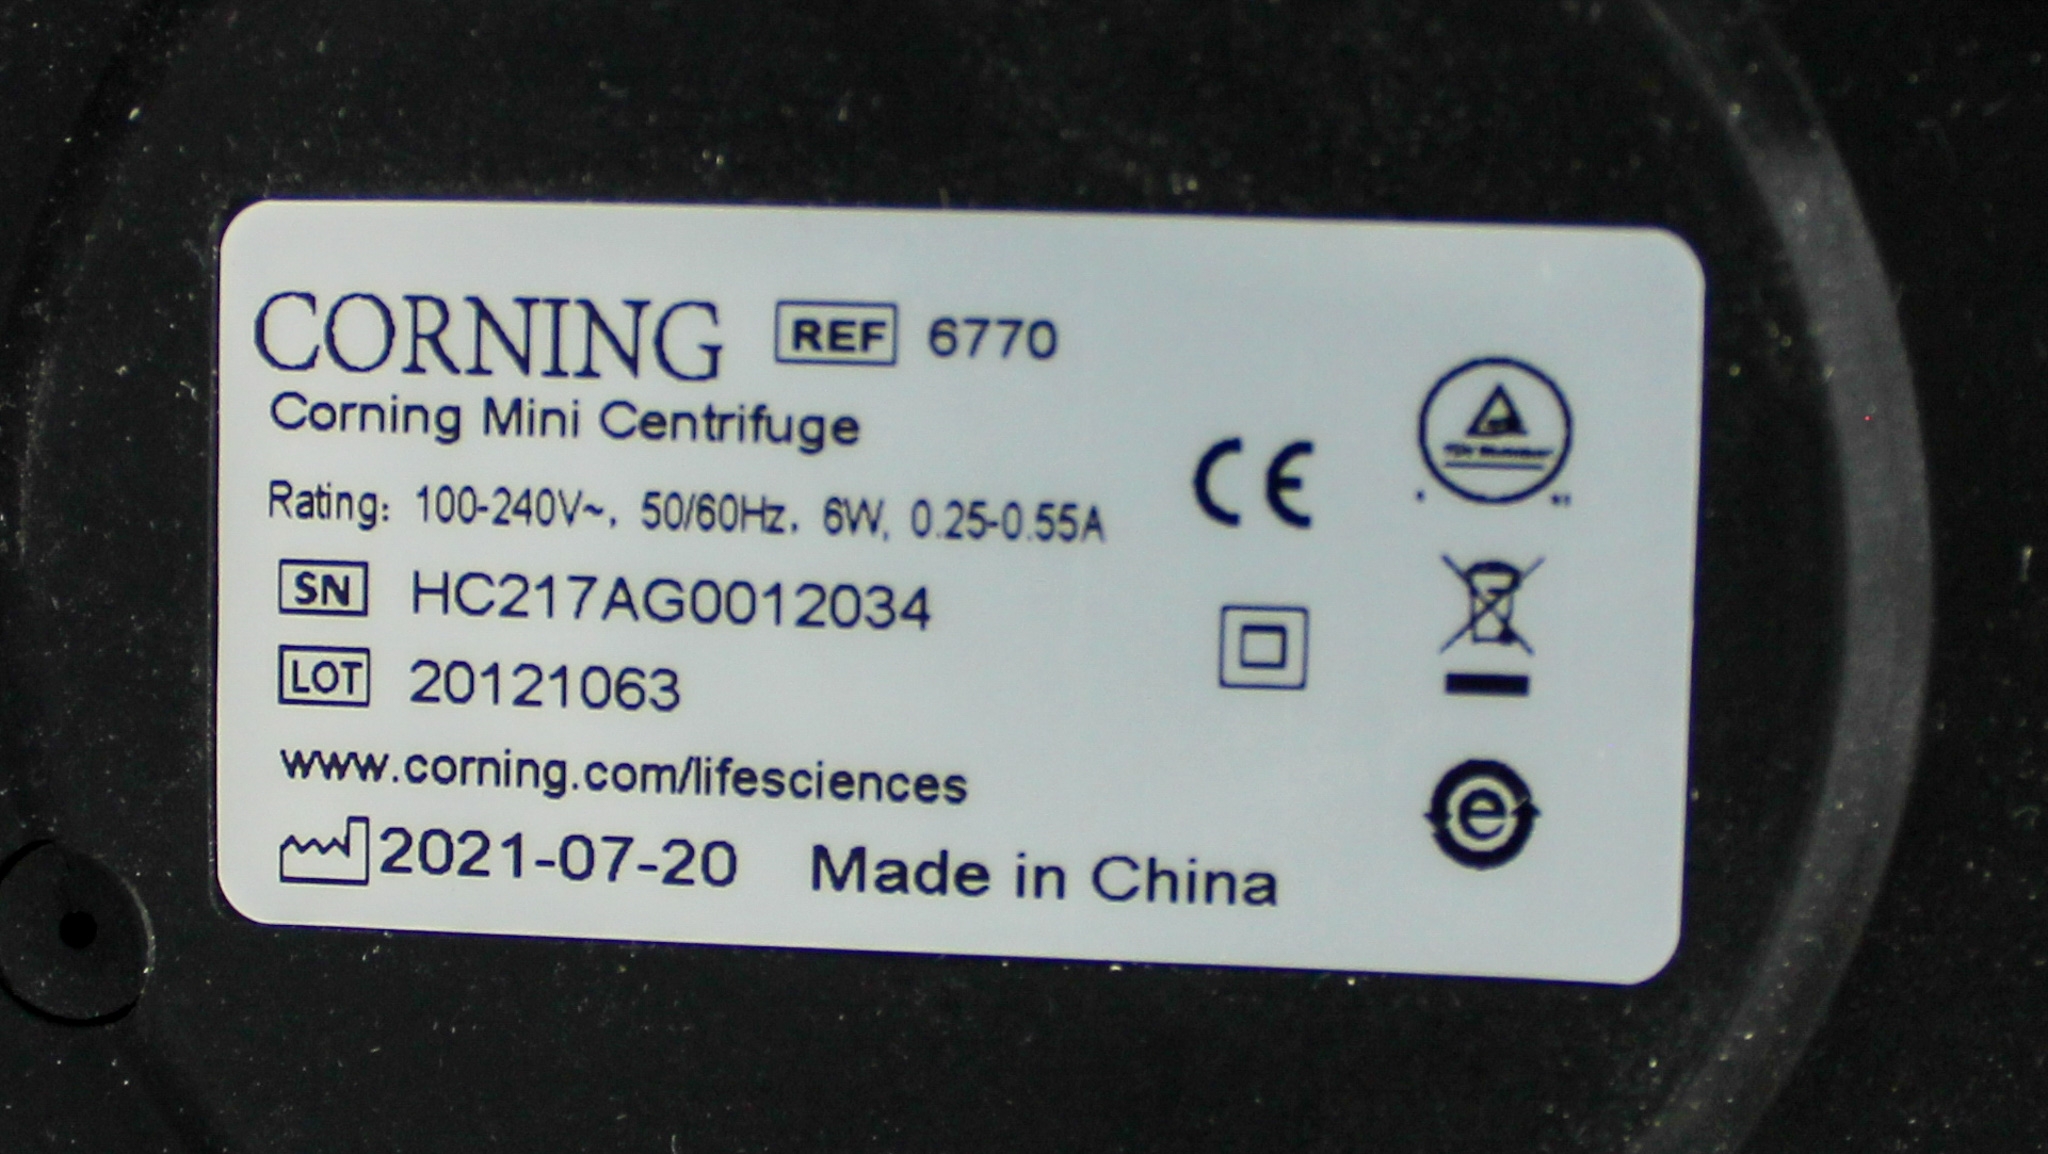 CORNING REF 6770
Corning Mini Centrifuge
Rating: 100-240V~, 50/60Hz, 6W, 0.25-0.55A
CE
SN HC217AG0012034
LOT 20121063
www.corning.com/lifesciences
e
2021-07-20 Made in China